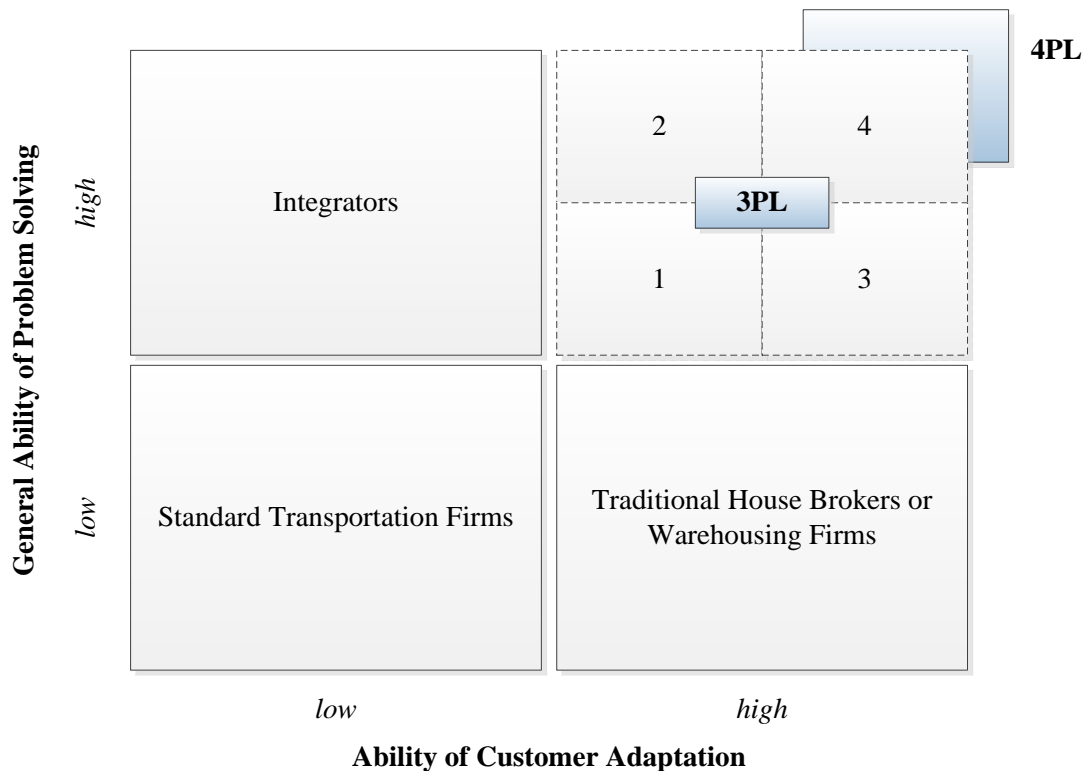 4PL
2
4
General Ability of Problem Solving
high
Integrators
3PL
1
3
low
Standard Transportation Firms
Traditional House Brokers or
Warehousing Firms
low
high
Ability of Customer Adaptation